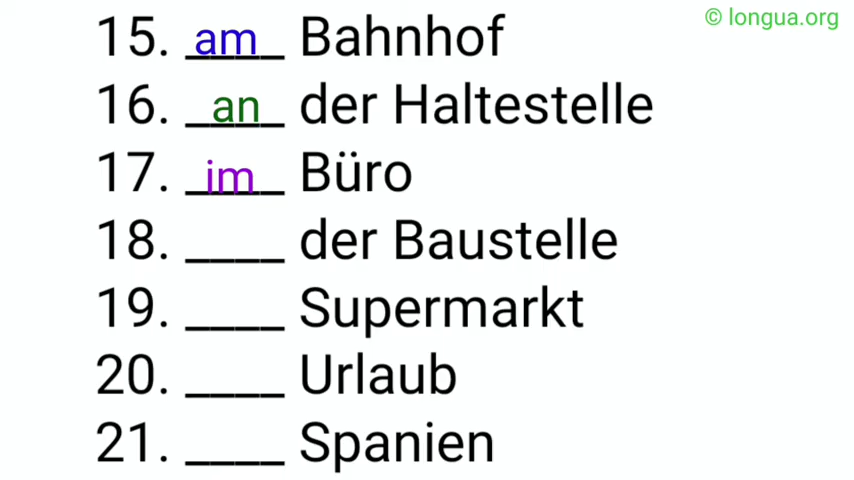 © longua.org
15. am Bahnhof
16. an der Haltestelle
17. im Büro
18. ____ der Baustelle
19. ____ Supermarkt
20. ____ Urlaub
21. ____ Spanien